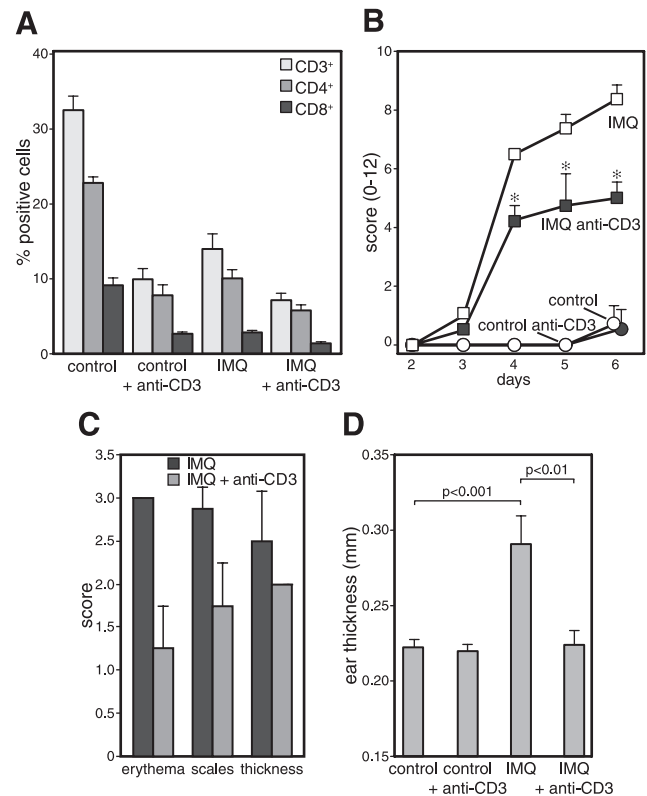 A
40
30
20
10
0
% positive cells
CD3+
CD4+
CD8+
control
control
+ anti-CD3
IMQ
IMQ
+ anti-CD3
B
10
8
6
4
2
0
score (0-12)
IMQ
*
*
*
IMQ anti-CD3
control
control anti-CD3
2 3 4 5 6
days
C
3.5
3.0
2.5
2.0
1.5
1.0
0.5
0
score
IMQ
IMQ + anti-CD3
erythema scales thickness
D
0.35
0.30
0.25
0.20
0.15
ear thickness (mm)
p<0.01
p<0.001
control
control
+ anti-CD3
IMQ
IMQ
+ anti-CD3